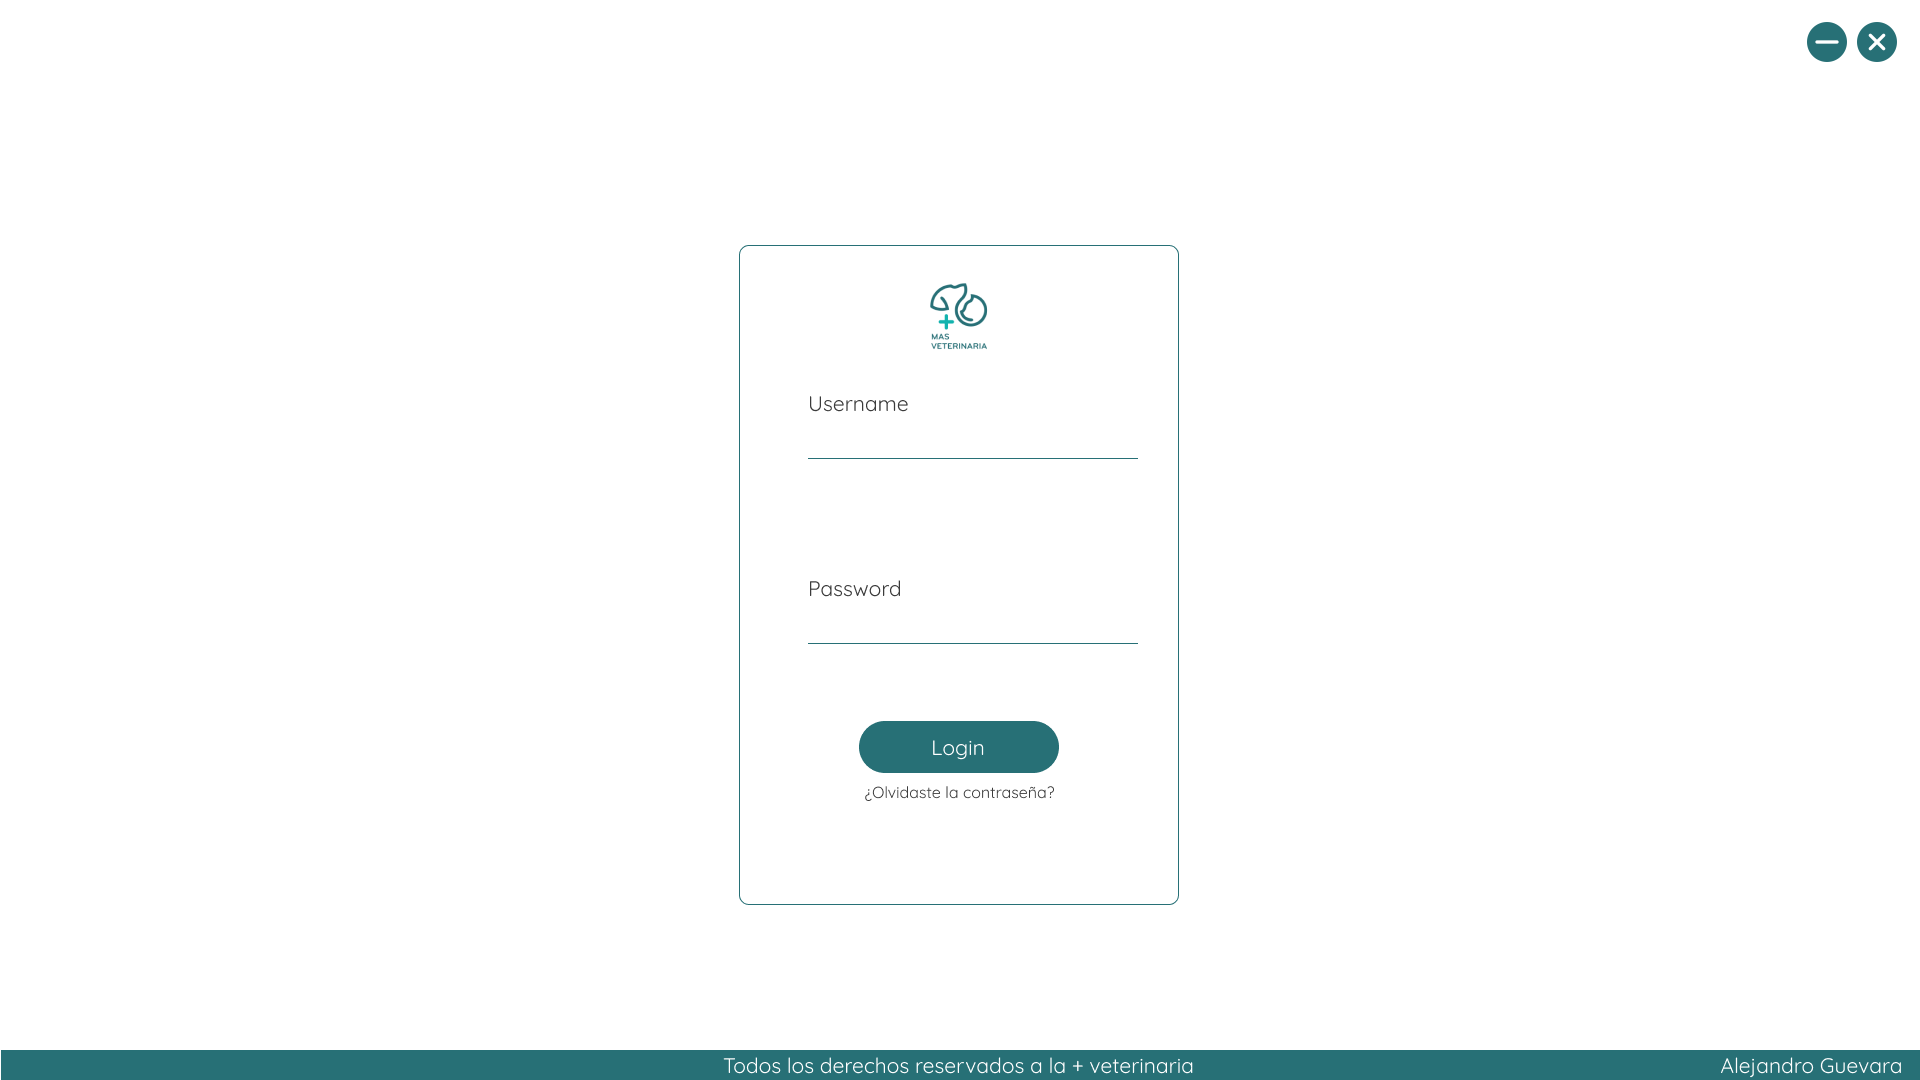 MAS
VETERINARIA
Username
Password
Login
¿Olvidaste la contraseña?
Todos los derechos reservados a la + veterinaria
Alejandro Guevara